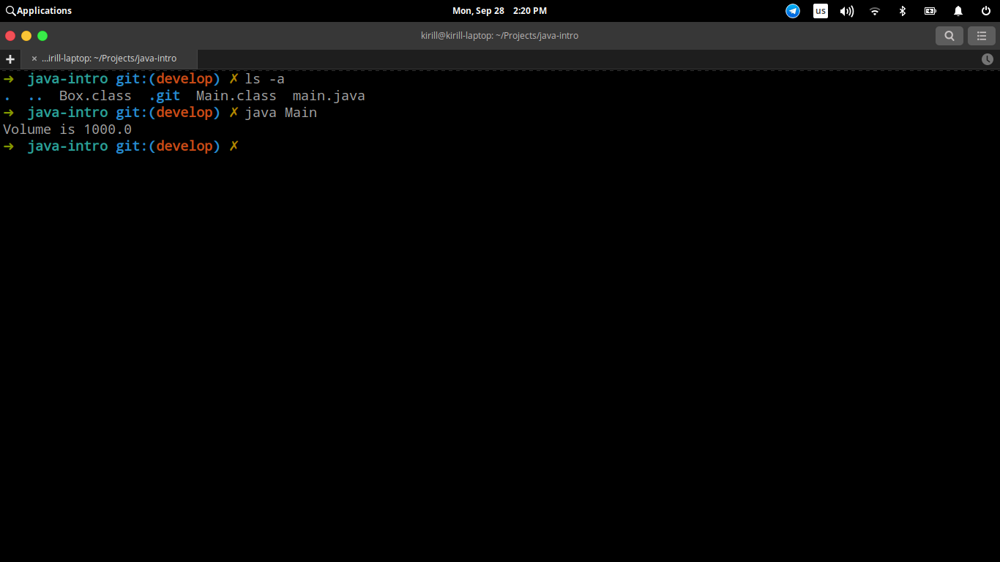 Applications
Mon, Sep 28 2:20 PM
us
kirill@kirill-laptop: ~/Projects/java-intro
+ × ...irill-laptop: ~/Projects/java-intro
➜ java-intro git:(develop) ✗ ls -a
. .. Box.class .git Main.class main.java
➜ java-intro git:(develop) ✗ java Main
Volume is 1000.0
➜ java-intro git:(develop) ✗